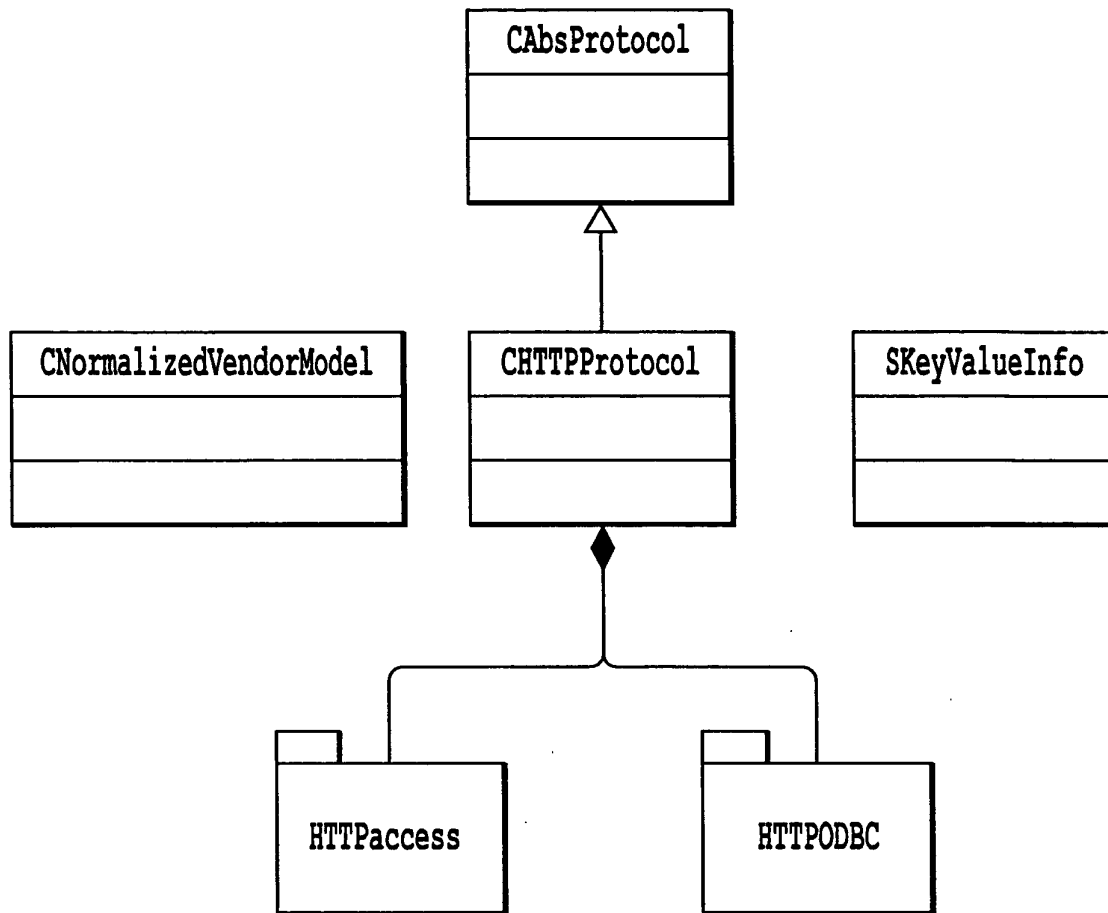 CAbsProtocol
CNormalizedVendorModel
CHTTPProtocol
SKeyValueInfo
HTTPaccess
HTTPODBC